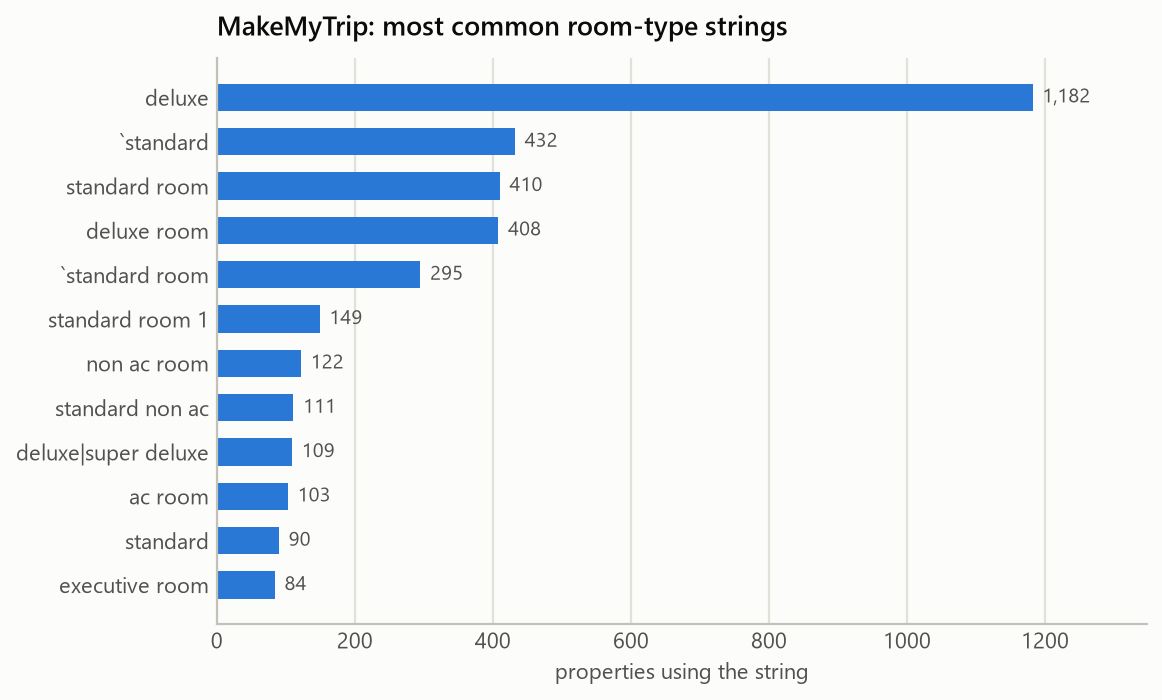 MakeMyTrip: most common room-type strings
deluxe 1,182
`standard 432
standard room 410
deluxe room 408
`standard room 295
standard room 1 149
non ac room 122
standard non ac 111
deluxe|super deluxe 109
ac room 103
standard 90
executive room 84
0 200 400 600 800 1000 1200
properties using the string